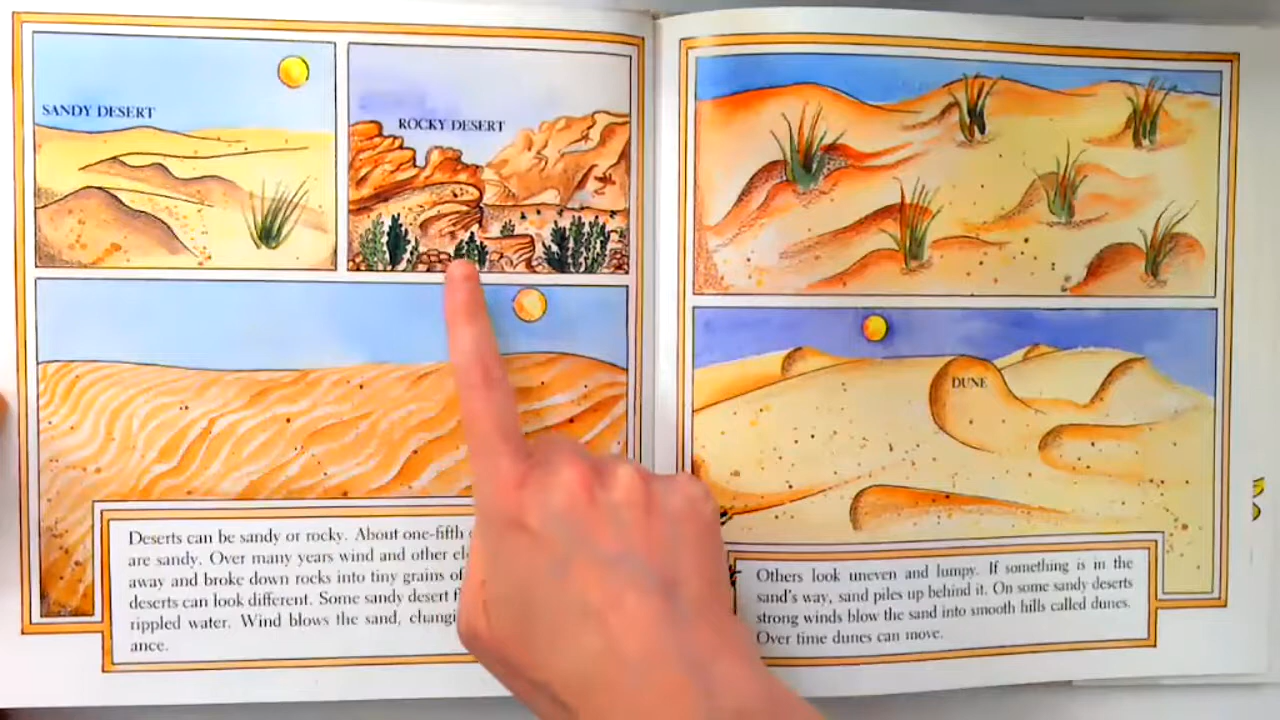 SANDY DESERT
ROCKY DESERT
Deserts can be sandy or rocky. About one-fifth
are sandy. Over many years wind and other
away and broke down rocks into tiny grains of
deserts can look different. Some sandy desert
rippled water. Wind blows the sand,
ance.
DUNE
Others look uneven and lumpy. If something is in the
sand's way, sand piles up behind it. On some sandy deserts
strong winds blow the sand into smooth hills called dunes.
Over time dunes can move.